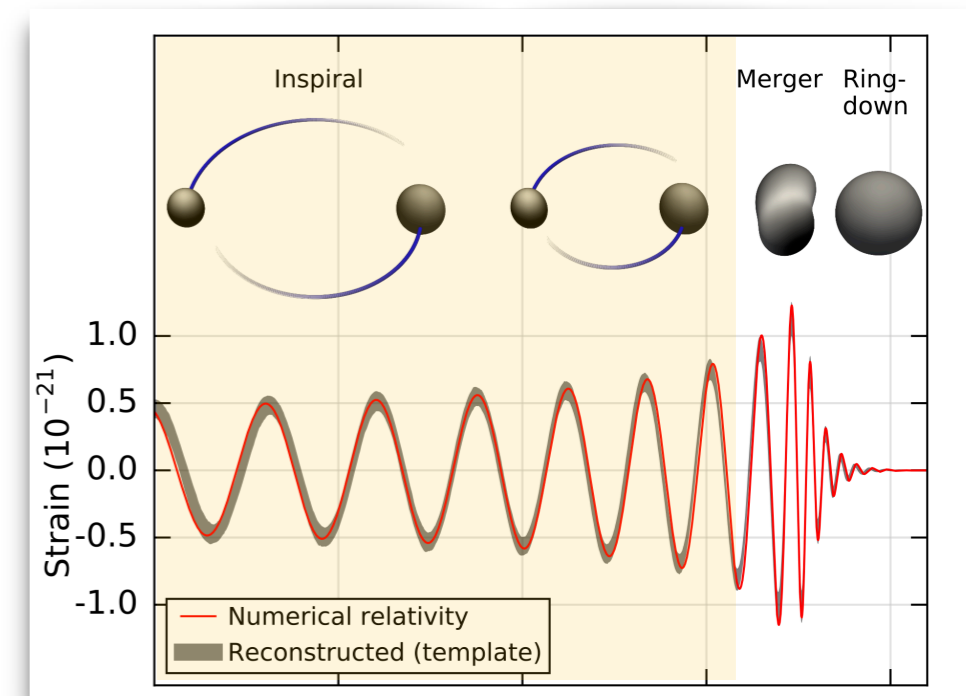 Inspiral
Merger
Ring-
down
Strain (10⁻²¹)
1.0
0.5
0.0
-0.5
-1.0
Numerical relativity
Reconstructed (template)